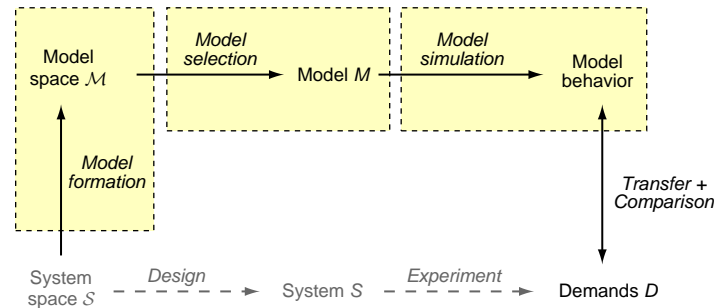 Model
space ℳ
Model
selection
Model M
Model
simulation
Model
behavior
Model
formation
Transfer +
Comparison
System
space 𝒮
Design
System S
Experiment
Demands D